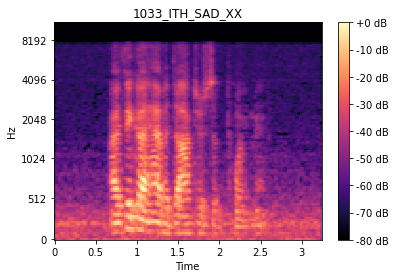 1033_ITH_SAD_XX
Hz
8192
4096
2048
1024
512
0
0
0.5
1
1.5
2
2.5
3
Time
+0 dB
-10 dB
-20 dB
-30 dB
-40 dB
-50 dB
-60 dB
-70 dB
-80 dB